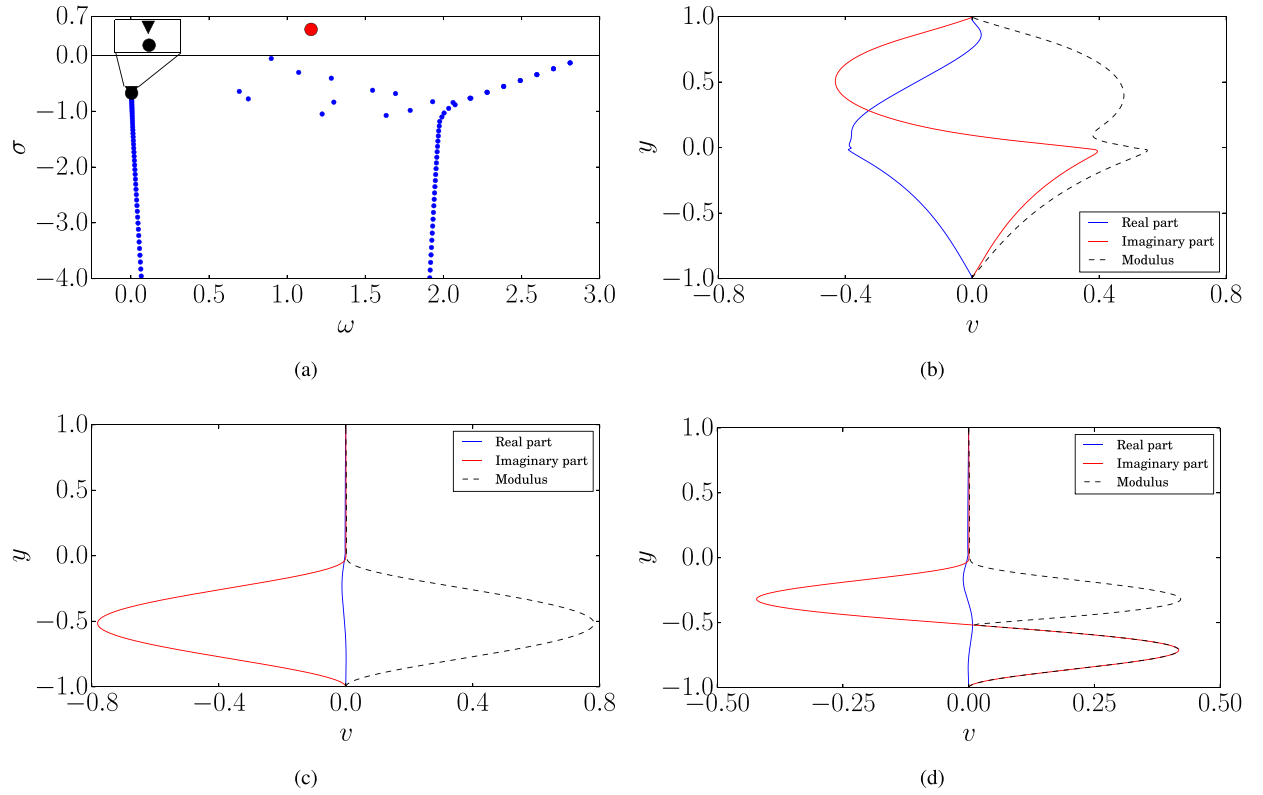 0.7
0.0
−1.0
−2.0
−3.0
−4.0
σ
0.0 0.5 1.0 1.5 2.0 2.5 3.0
ω
(a)
1.0
0.5
0.0
−0.5
−1.0
y
Real part
Imaginary part
Modulus
−0.8 −0.4 0.0 0.4 0.8
v
(b)
1.0
0.5
0.0
−0.5
−1.0
y
Real part
Imaginary part
Modulus
−0.8 −0.4 0.0 0.4 0.8
v
(c)
1.0
0.5
0.0
−0.5
−1.0
y
Real part
Imaginary part
Modulus
−0.50 −0.25 0.00 0.25 0.50
v
(d)